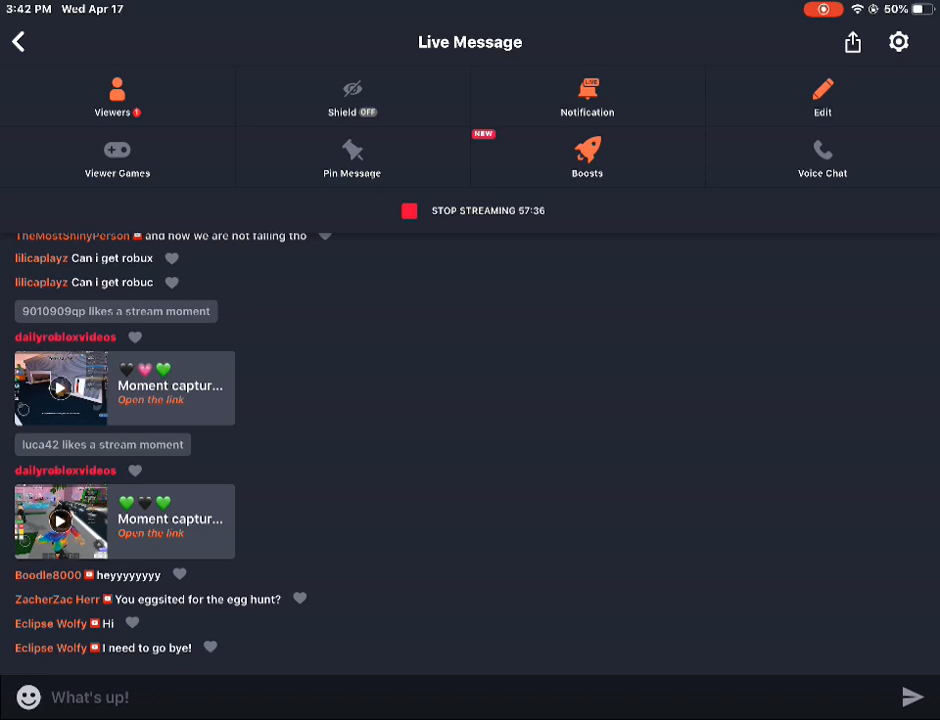 3:42 PM Wed Apr 17
50%
Live Message
Viewers 1
Shield OFF
LIVE
Notification
Edit
Viewer Games
Pin Message
NEW
Boosts
Voice Chat
STOP STREAMING 57:36
TheMostShinyPerson and now we are not falling tho
lilicaplayz Can i get robux
lilicaplayz Can i get robuc
9010909qp likes a stream moment
dailyrobloxvideos
Moment captur...
Open the link
luca42 likes a stream moment
dailyrobloxvideos
Moment captur...
Open the link
Boodle8000 heyyyyyyyy
ZacherZac Herr You eggsited for the egg hunt?
Eclipse Wolfy Hi
Eclipse Wolfy I need to go bye!
What's up!